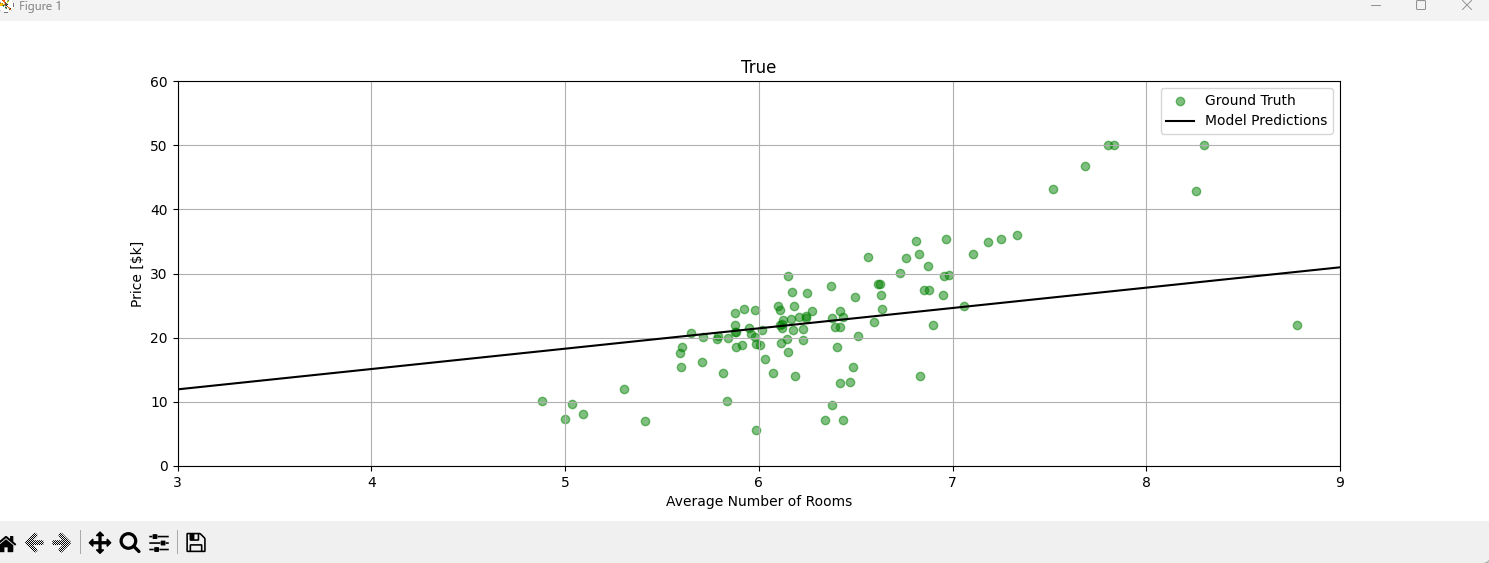 Figure 1
True
60
50
40
30
20
10
0
Price [$k]
Ground Truth
Model Predictions
3 4 5 6 7 8 9
Average Number of Rooms